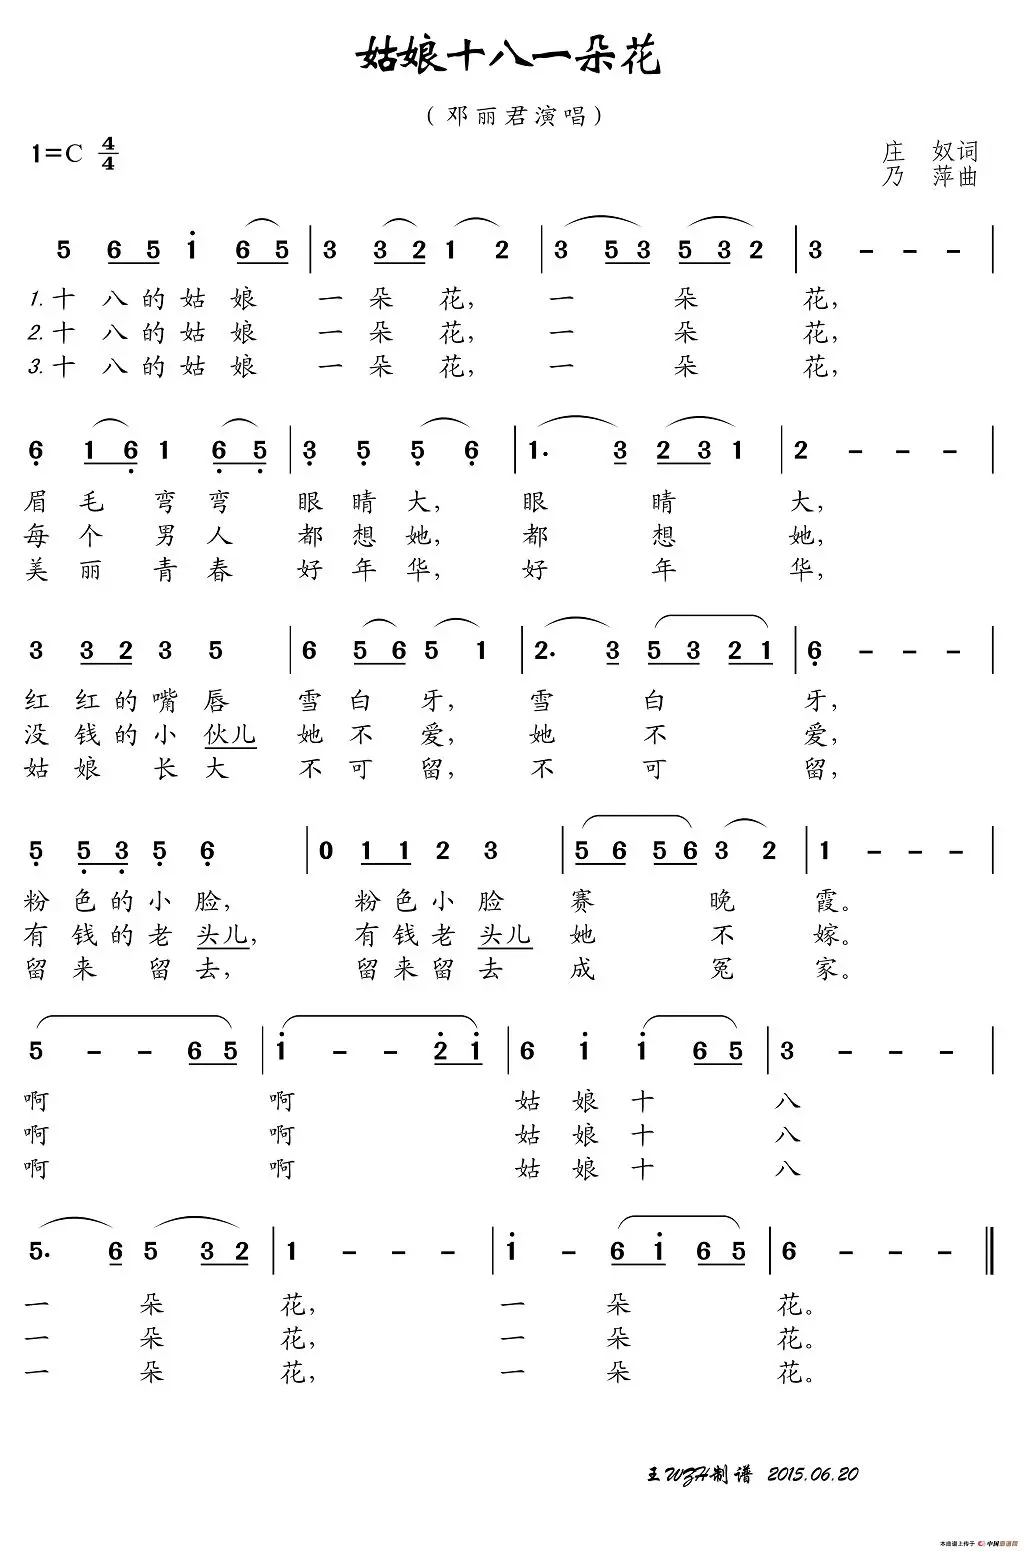 姑娘十八一朵花
(邓丽君演唱)
1=C 4/4
庄 奴词
乃 萍曲
5 6 5 i 6 5 | 3 3 2 1 2 | 3 5 3 5 3 2 | 3 - - - |
1. 十 八 的 姑 娘 一 朵 花, 一 朵 花,
2. 十 八 的 姑 娘 一 朵 花, 一 朵 花,
3. 十 八 的 姑 娘 一 朵 花, 一 朵 花,
6 1 6 1 6 5 | 3 5 5 6 | 1. 3 2 3 1 | 2 - - - |
眉 毛 弯 弯 眼 睛 大, 眼 睛 大,
每 个 男 人 都 想 她, 都 想 她,
美 丽 青 春 好 年 华, 好 年 华,
3 3 2 3 5 | 6 5 6 5 1 | 2. 3 5 3 2 1 | 6 - - - |
红 红 的 嘴 唇 雪 白 牙, 雪 白 牙,
没 钱 的 小 伙儿 她 不 爱, 她 不 爱,
姑 娘 长 大 不 可 留, 不 可 留,
5 5 3 5 6 | 0 1 1 2 3 | 5 6 5 6 3 2 | 1 - - - |
粉 色 的 小 脸, 粉 色 小 脸 赛 晚 霞。
有 钱 的 老 头儿, 有 钱 老 头儿 她 不 嫁。
留 来 留 去, 留 来 留 去 成 冤 家。
5 - - 6 5 | i - - 2 i | 6 i i 6 5 | 3 - - - |
啊 啊 姑 娘 十 八
啊 啊 姑 娘 十 八
啊 啊 姑 娘 十 八
5. 6 5 3 2 | 1 - - - | i - 6 i 6 5 | 6 - - - ||
一 朵 花, 一 朵 花。
一 朵 花, 一 朵 花。
一 朵 花, 一 朵 花。
王WZH制谱 2015.06.20
本曲谱上传于 中国曲谱网